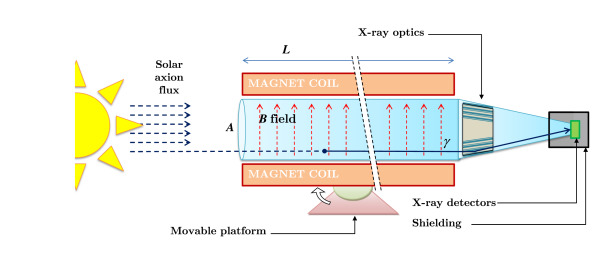 X-ray optics
L
Solar
axion
flux
MAGNET COIL
B field
A
γ
MAGNET COIL
X-ray detectors
Shielding
Movable platform